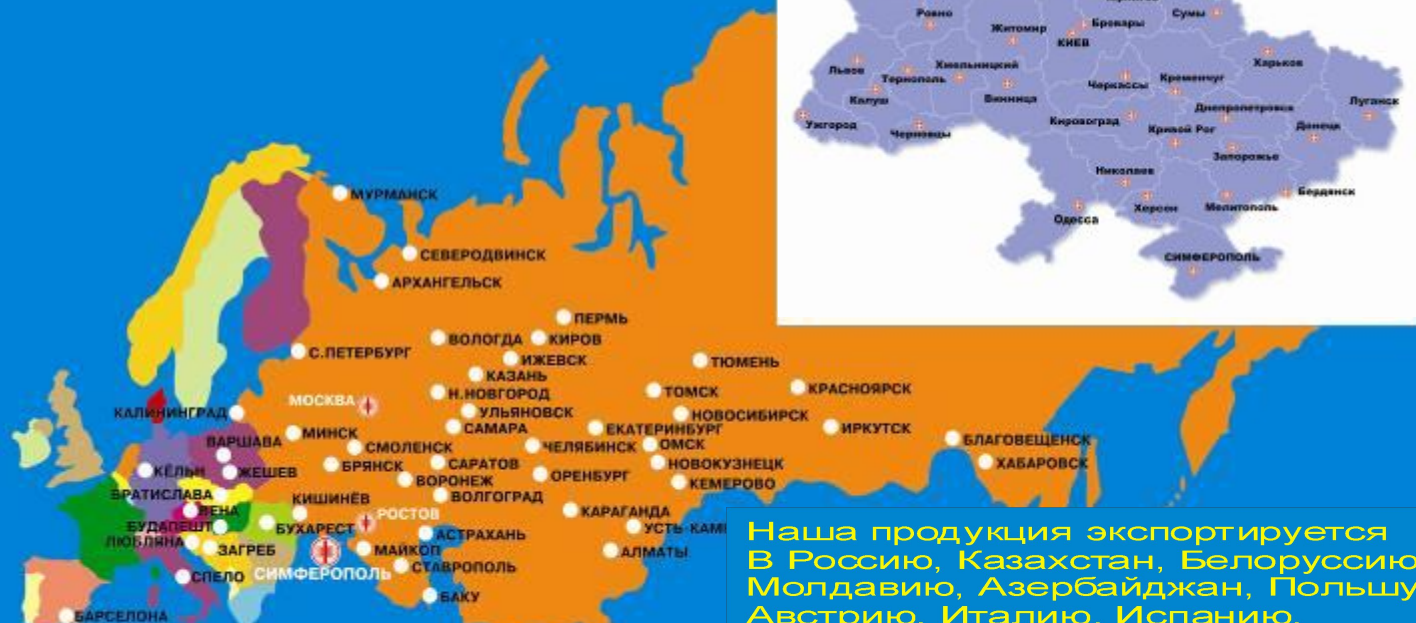 Ровно
Сумы
Житомир
Бровары
КИЕВ
Львов
Тернополь
Хмельницкий
Харьков
Калуш
Винница
Черкассы
Кременчуг
Луганск
Ужгород
Черновцы
Кировоград
Днепропетровск
Кривой Рог
Донецк
Запорожье
Николаев
Бердянск
Одесса
Херсон
Мелитополь
СИМФЕРОПОЛЬ
МУРМАНСК
СЕВЕРОДВИНСК
АРХАНГЕЛЬСК
ПЕРМЬ
ВОЛОГДА
КИРОВ
С.ПЕТЕРБУРГ
ИЖЕВСК
ТЮМЕНЬ
КАЗАНЬ
Н.НОВГОРОД
ТОМСК
КРАСНОЯРСК
МОСКВА
КАЛИНИНГРАД
УЛЬЯНОВСК
НОВОСИБИРСК
САМАРА
ЕКАТЕРИНБУРГ
ИРКУТСК
МИНСК
ВАРШАВА
СМОЛЕНСК
ЧЕЛЯБИНСК
ОМСК
БЛАГОВЕЩЕНСК
КЁЛЬН
ЖЕШЕВ
БРЯНСК
САРАТОВ
НОВОКУЗНЕЦК
ХАБАРОВСК
ВОРОНЕЖ
ОРЕНБУРГ
КЕМЕРОВО
БРАТИСЛАВА
КИШИНЁВ
ВОЛГОГРАД
ВЕНА
РОСТОВ
КАРАГАНДА
БУДАПЕШТ
БУХАРЕСТ
АСТРАХАНЬ
УСТЬ-КАМ
ЛЮБЛЯНА
ЗАГРЕБ
МАЙКОП
АЛМАТЫ
СПЕЛО
СИМФЕРОПОЛЬ
СТАВРОПОЛЬ
БАКУ
БАРСЕЛОНА
Наша продукция экспортируется
В Россию, Казахстан, Белоруссию
Молдавию, Азербайджан, Польшу
Австрию, Италию, Испанию,